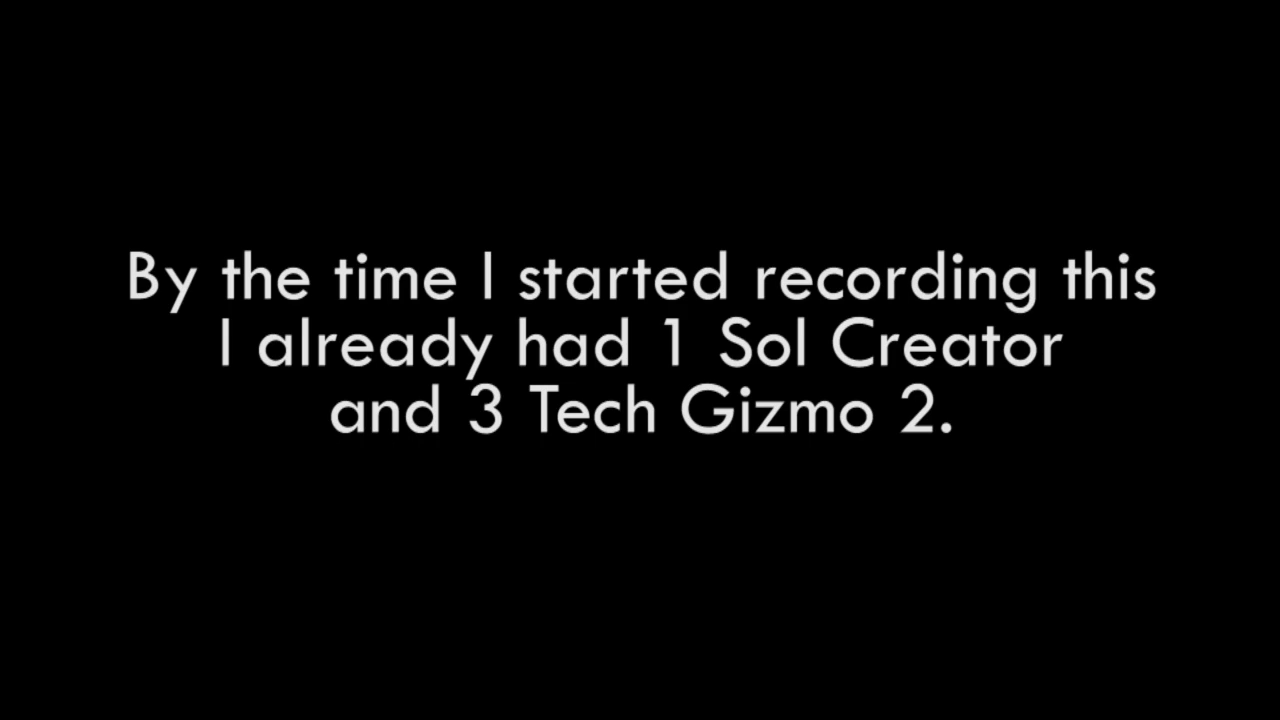 By the time I started recording this
I already had 1 Sol Creator
and 3 Tech Gizmo 2.